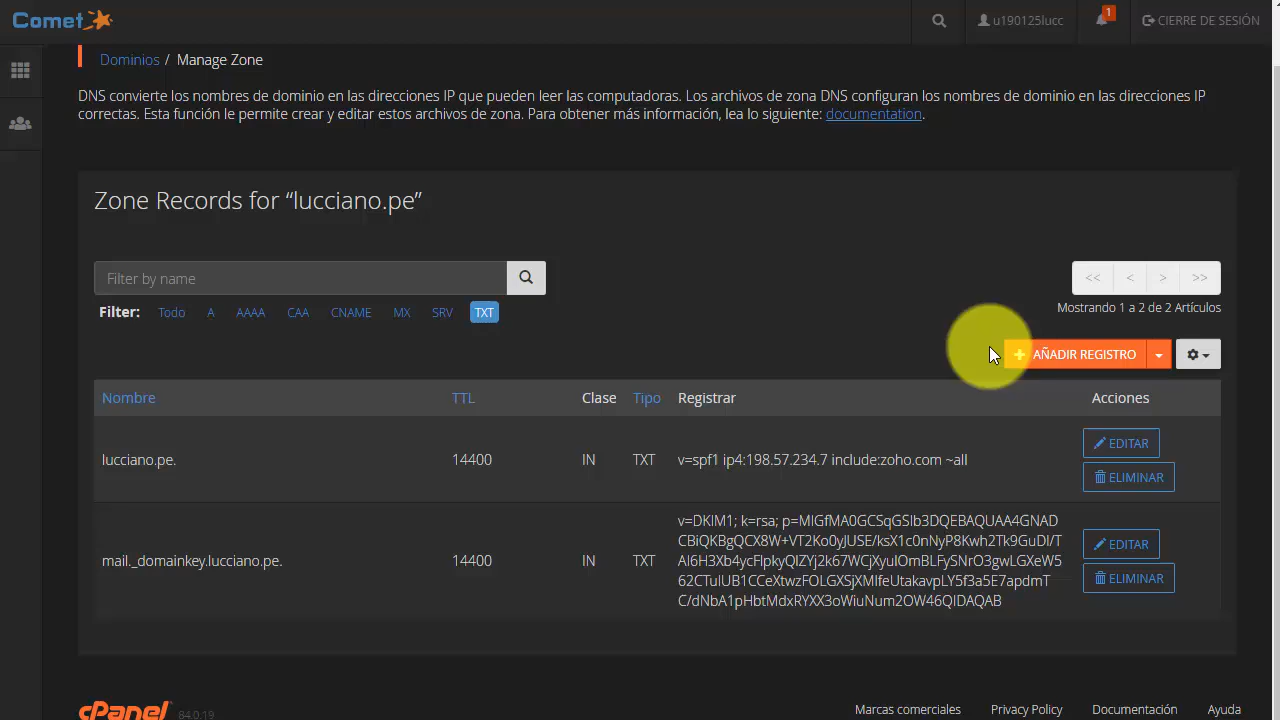 Comet
u190125lucc
1
CIERRE DE SESIÓN
Dominios / Manage Zone
DNS convierte los nombres de dominio en las direcciones IP que pueden leer las computadoras. Los archivos de zona DNS configuran los nombres de dominio en las direcciones IP
correctas. Esta función le permite crear y editar estos archivos de zona. Para obtener más información, lea lo siguiente: documentation.
Zone Records for “lucciano.pe”
Filter by name
<< < > >>
Filter: Todo A AAAA CAA CNAME MX SRV TXT
Mostrando 1 a 2 de 2 Artículos
+ AÑADIR REGISTRO
Nombre TTL Clase Tipo Registrar Acciones
lucciano.pe. 14400 IN TXT v=spf1 ip4:198.57.234.7 include:zoho.com ~all
EDITAR
ELIMINAR
mail._domainkey.lucciano.pe. 14400 IN TXT
v=DKIM1; k=rsa; p=MIGfMA0GCSqGSIb3DQEBAQUAA4GNAD
CBiQKBgQCX8W+VT2Ko0yJUSE/ksX1c0nNyP8Kwh2Tk9GuDI/T
AI6H3Xb4ycFlpkyQIZYj2k67WCjXyuIOmBLFySNrO3gwLGXeW5
62CTuIUB1CCeXtwzFOLGXSjXMIfeUtakavpLY5f3a5E7apdmT
C/dNbA1pHbtMdxRYXX3oWiuNum2OW46QIDAQAB
EDITAR
ELIMINAR
cPanel 84.0.19
Marcas comerciales Privacy Policy Documentación Ayuda